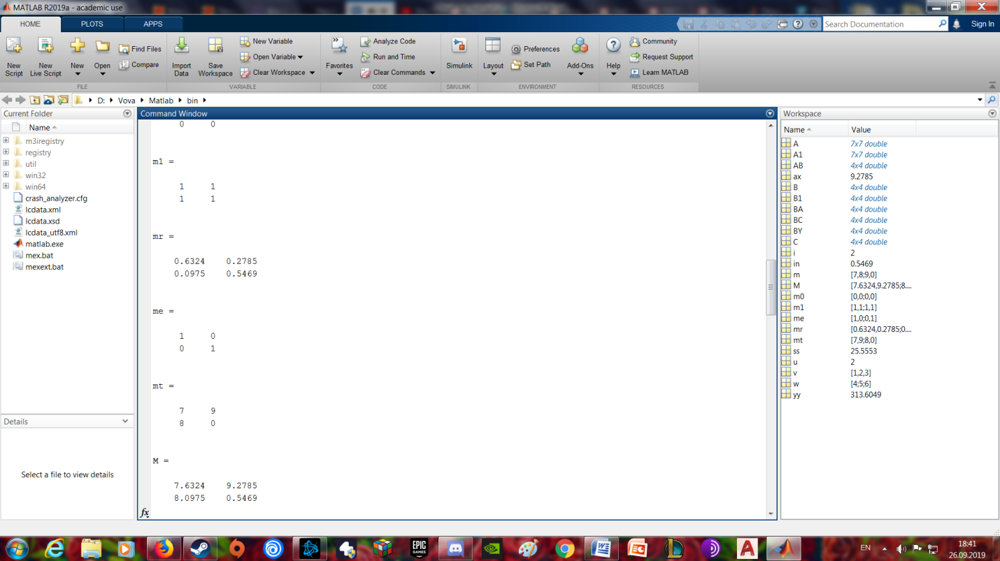 MATLAB R2019a - academic use
HOME PLOTS APPS
Search Documentation
Sign In
New Script
New Live Script
New
Open
Find Files
Compare
Import Data
Save Workspace
New Variable
Open Variable
Clear Workspace
Favorites
Analyze Code
Run and Time
Clear Commands
Simulink
Layout
Preferences
Set Path
Add-Ons
Help
Community
Request Support
Learn MATLAB
FILE VARIABLE CODE SIMULINK ENVIRONMENT RESOURCES
D: Vova Matlab bin
Current Folder
Name
m3iregistry
registry
util
win32
win64
crash_analyzer.cfg
lcdata.xml
lcdata.xsd
lcdata_utf8.xml
matlab.exe
mex.bat
mexext.bat
Details
Select a file to view details
Command Window
0 0
m1 =
1 1
1 1
mr =
0.6324 0.2785
0.0975 0.5469
me =
1 0
0 1
mt =
7 9
8 0
M =
7.6324 9.2785
8.0975 0.5469
fx
Workspace
Name Value
A 7x7 double
A1 7x7 double
AB 4x4 double
ax 9.2785
B 4x4 double
B1 4x4 double
BA 4x4 double
BC 4x4 double
BY 4x4 double
C 4x4 double
i 2
in 0.5469
m [7,8;9,0]
M [7.6324,9.2785;8....
m0 [0,0;0,0]
m1 [1,1;1,1]
me [1,0;0,1]
mr [0.6324,0.2785;0....
mt [7,9;8,0]
ss 25.5553
u 2
v [1,2,3]
w [4;5;6]
yy 313.6049
EPIC GAMES
EN
18:41
26.09.2019